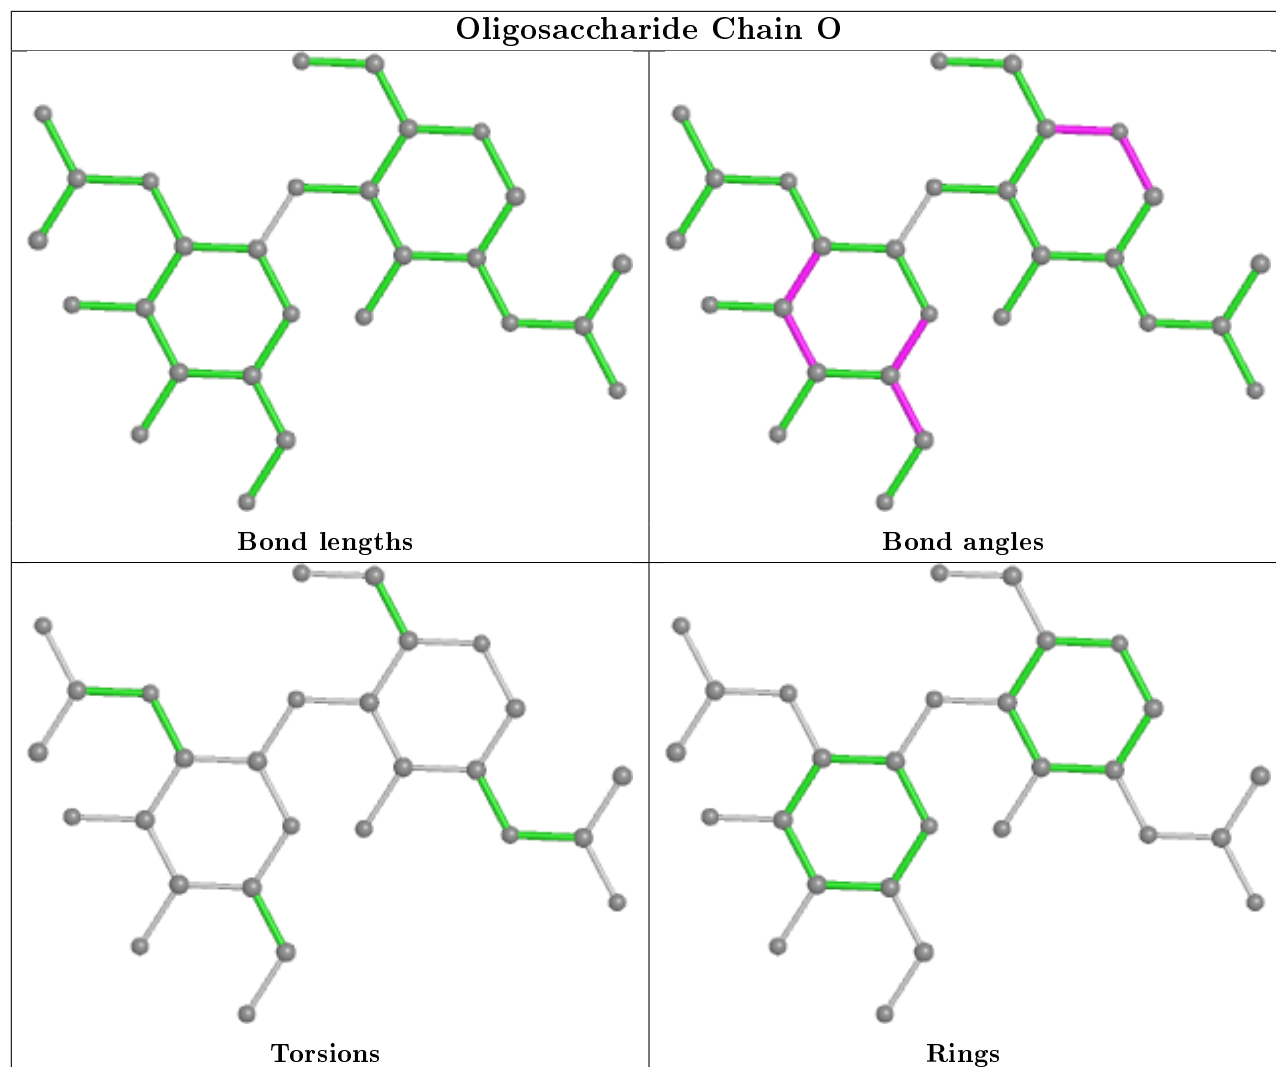 Oligosaccharide Chain O
Bond lengths
Bond angles
Torsions
Rings